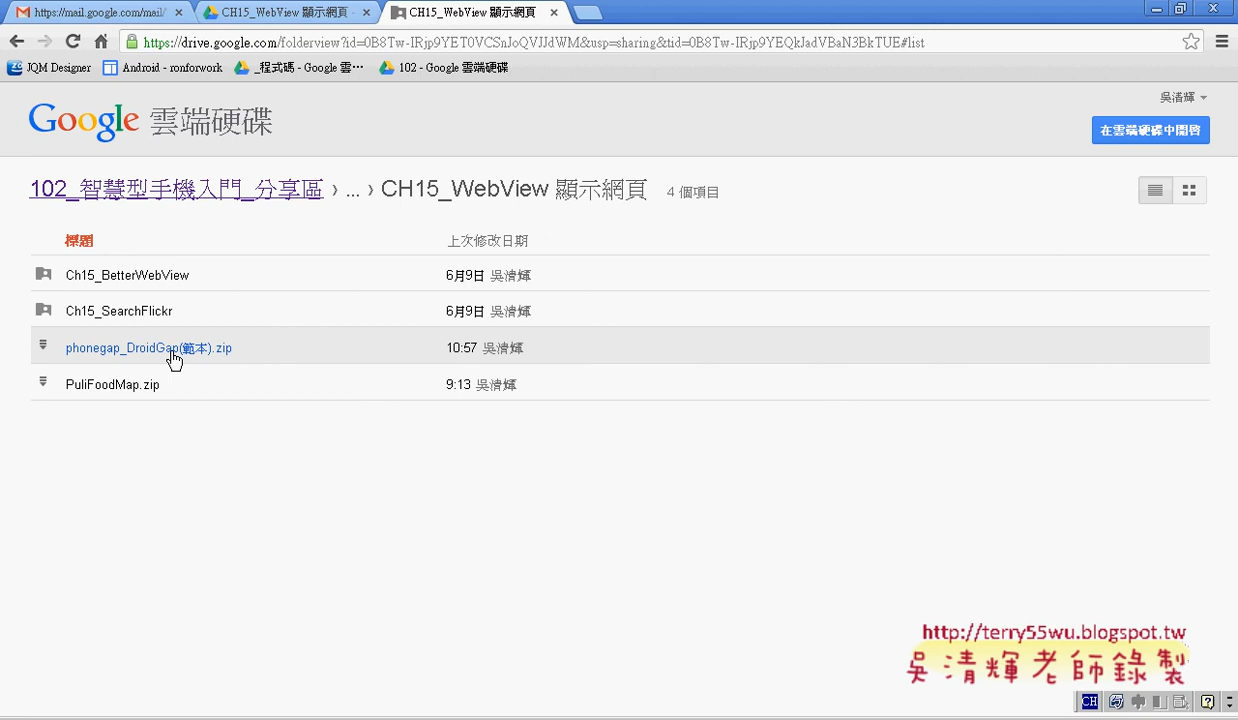 https://mail.google.com/mail/
CH15_WebView 顯示網頁 -
CH15_WebView 顯示網頁
https://drive.google.com/folderview?id=0B8Tw-IRjp9YET0VCSnJoQVJJdWM&usp=sharing&tid=0B8Tw-IRjp9YEQkJadVBaN3BkTUE#list
JQM Designer
Android - ronforwork
_程式碼 - Google 雲…
102 - Google 雲端硬碟
吳清輝
Google 雲端硬碟
在雲端硬碟中開啓
102_智慧型手機入門_分享區 › ... › CH15_WebView 顯示網頁 4 個項目
標題 上次修改日期
Ch15_BetterWebView 6月9日 吳清輝
Ch15_SearchFlickr 6月9日 吳清輝
phonegap_DroidGap(範本).zip 10:57 吳清輝
PuliFoodMap.zip 9:13 吳清輝
http://terry55wu.blogspot.tw
吳清輝老師錄製
CH